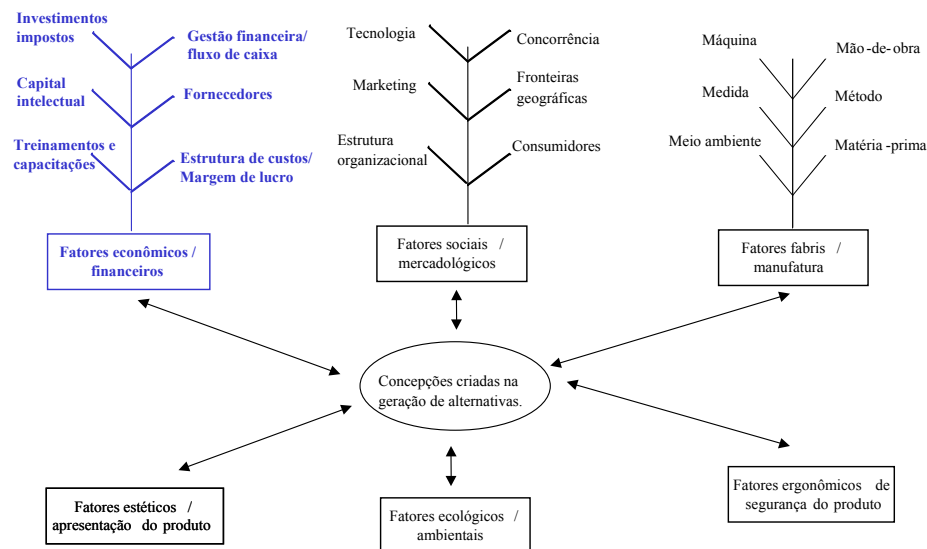 Investimentos
impostos
Gestão financeira/
fluxo de caixa
Capital
intelectual
Fornecedores
Treinamentos e
capacitações
Estrutura de custos/
Margem de lucro
Fatores econômicos /
financeiros
Tecnologia
Concorrência
Marketing
Fronteiras
geográficas
Estrutura
organizacional
Consumidores
Fatores sociais /
mercadológicos
Máquina
Mão-de-obra
Medida
Método
Meio ambiente
Matéria-prima
Fatores fabris /
manufatura
Concepções criadas na
geração de alternativas.
Fatores estéticos /
apresentação do produto
Fatores ecológicos /
ambientais
Fatores ergonômicos de
segurança do produto